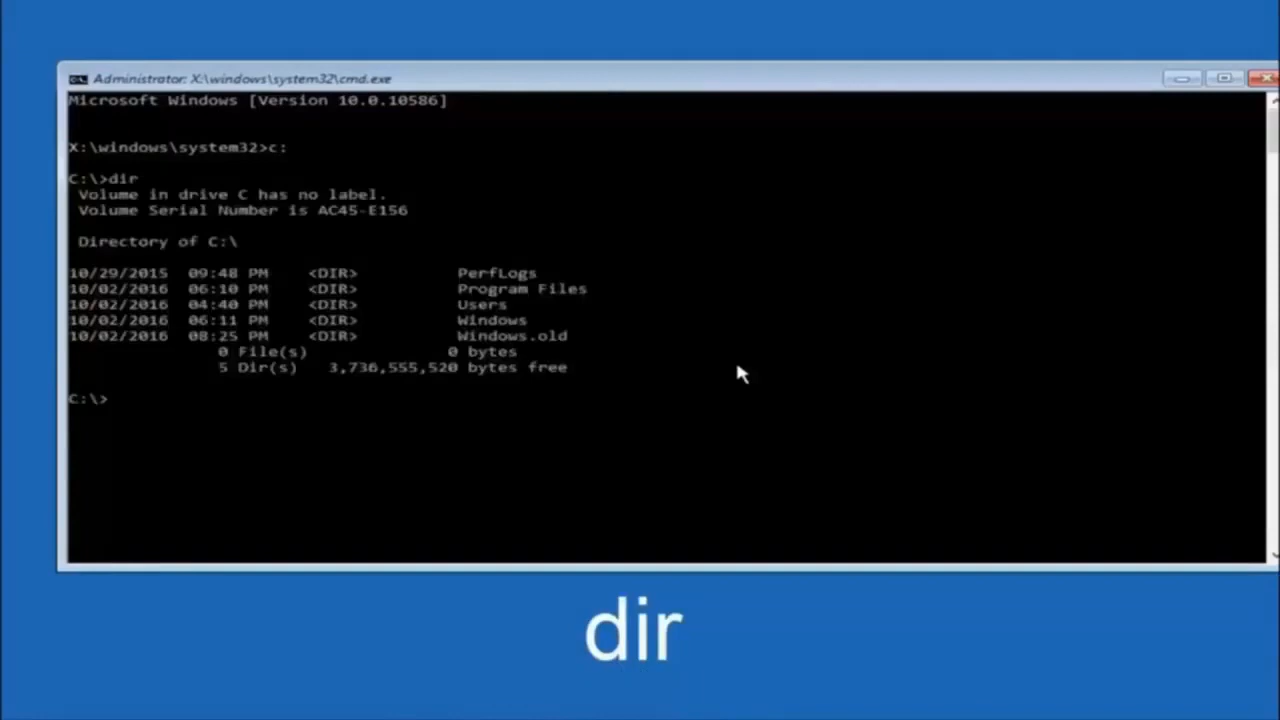 Administrator: X:\windows\system32\cmd.exe
Microsoft Windows [Version 10.0.10586]
X:\windows\system32>c:
C:\>dir
Volume in drive C has no label.
Volume Serial Number is AC45-E156
Directory of C:\
10/29/2015 09:48 PM <DIR> PerfLogs
10/02/2016 06:10 PM <DIR> Program Files
10/02/2016 04:40 PM <DIR> Users
10/02/2016 06:11 PM <DIR> Windows
10/02/2016 08:25 PM <DIR> Windows.old
0 File(s) 0 bytes
5 Dir(s) 3,736,555,520 bytes free
C:\>
dir